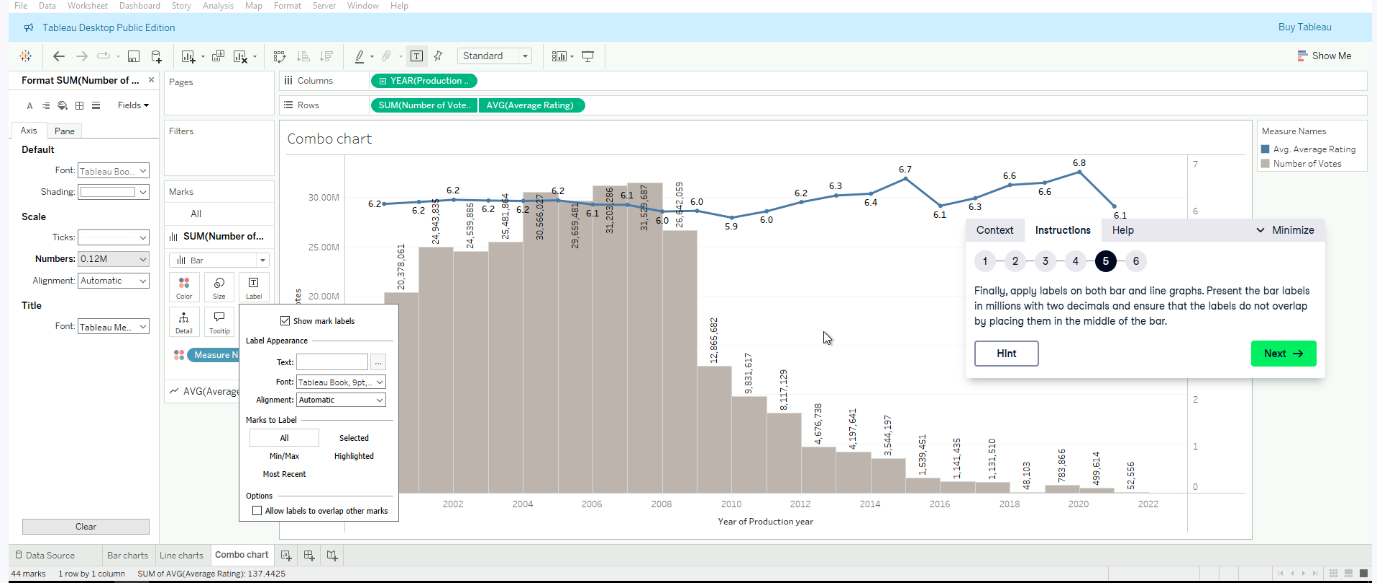 File Data Worksheet Dashboard Story Analysis Map Format Server Window Help
Tableau Desktop Public Edition Buy Tableau
Standard Show Me
Format SUM(Number of ... ×
Fields
Axis Pane
Default
Font: Tableau Boo..
Shading:
Scale
Ticks:
Numbers: 0.12M
Alignment: Automatic
Title
Font: Tableau Me..
Clear
Pages
Filters
Marks
All
SUM(Number of...
Bar
Color Size Label
Detail Tooltip
Measure N
AVG(Average
Columns YEAR(Production ..
Rows SUM(Number of Vote.. AVG(Average Rating)
Combo chart
30.00M
25.00M
20.00M
otes
6.2 6.2 6.2 6.2 6.2 6.2 6.1 6.1 6.0 6.0 5.9 6.0 6.2 6.3 6.4 6.7 6.1 6.3 6.6 6.6 6.8 6.1
20,378,061
24,943,835
24,539,885
25,481,864
30,566,027
29,659,481
31,203,286
31,529,687
26,642,059
12,865,682
9,831,617
8,117,129
4,676,738
4,197,641
3,544,197
1,539,451
1,141,435
1,131,510
48,103
783,866
499,614
52,556
7
6
2
1
0
2002 2004 2006 2008 2010 2012 2014 2016 2018 2020 2022
Year of Production year
Show mark labels
Label Appearance
Text: ...
Font: Tableau Book, 9pt,..
Alignment: Automatic
Marks to Label
All Selected
Min/Max Highlighted
Most Recent
Options
Allow labels to overlap other marks
Measure Names
Avg. Average Rating
Number of Votes
Context Instructions Help Minimize
1 2 3 4 5 6
Finally, apply labels on both bar and line graphs. Present the bar labels
in millions with two decimals and ensure that the labels do not overlap
by placing them in the middle of the bar.
Hint Next
Data Source Bar charts Line charts Combo chart
44 marks 1 row by 1 column SUM of AVG(Average Rating): 137.4425